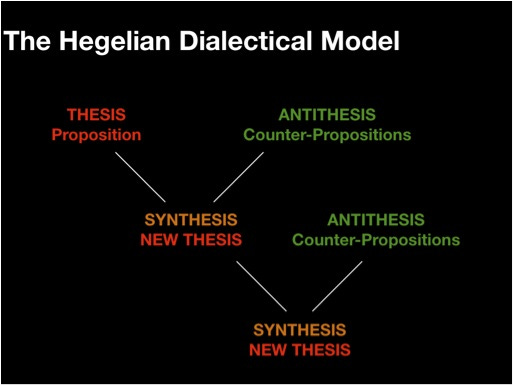 The Hegelian Dialectical Model
THESIS
Proposition
ANTITHESIS
Counter-Propositions
SYNTHESIS
NEW THESIS
ANTITHESIS
Counter-Propositions
SYNTHESIS
NEW THESIS